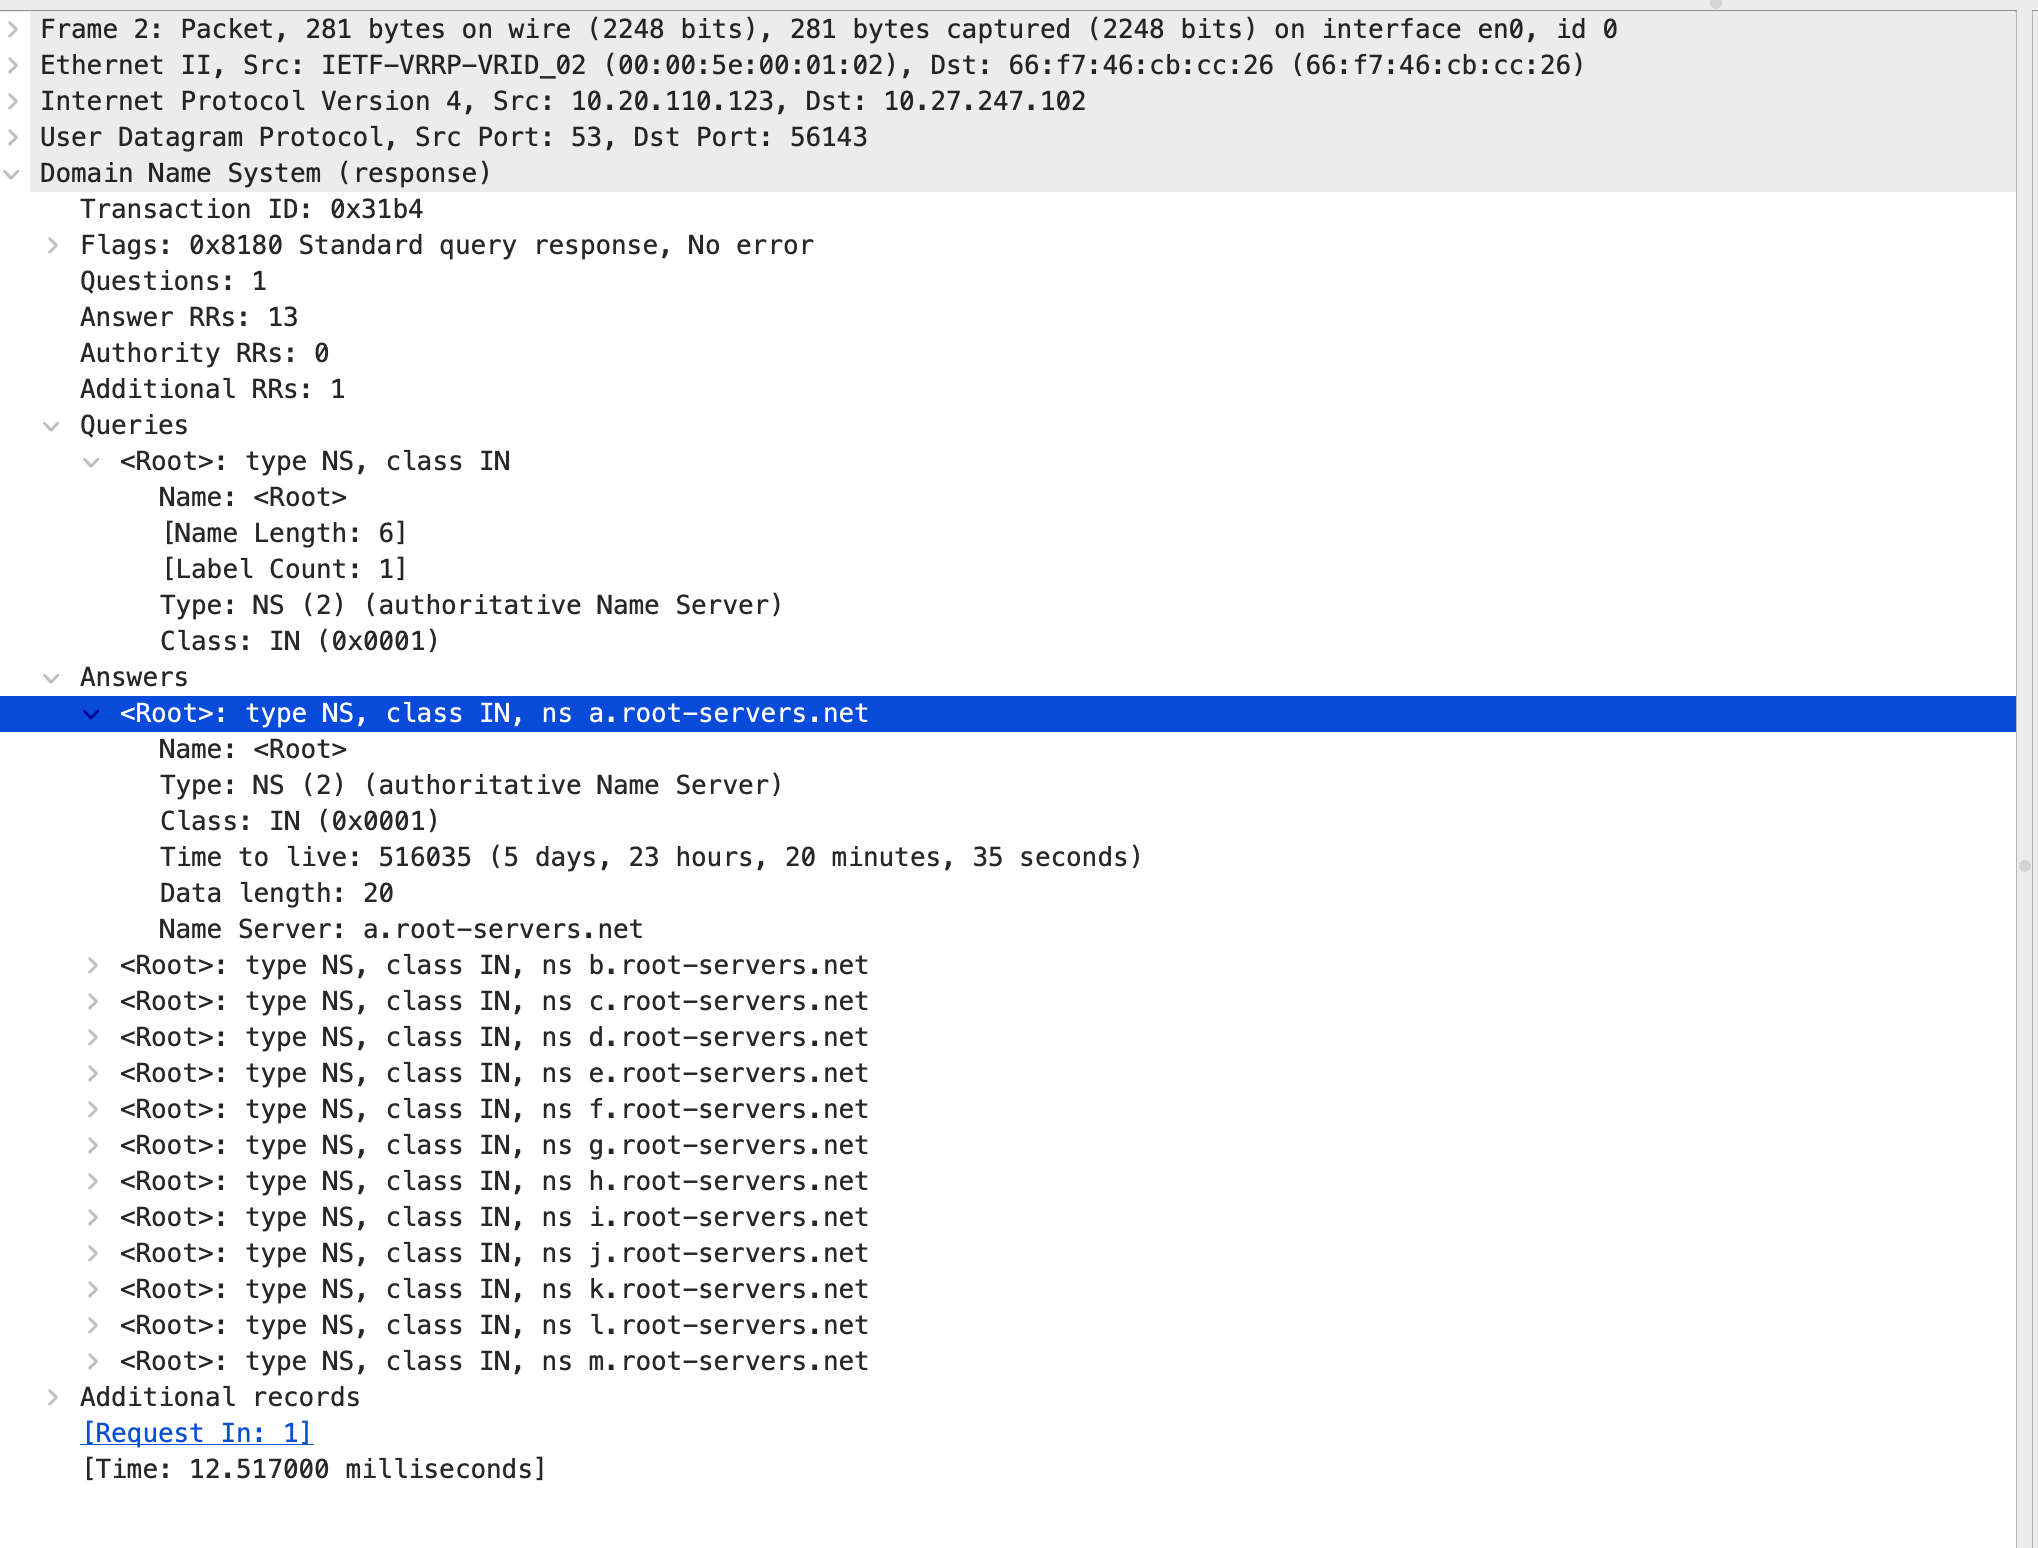 Frame 2: Packet, 281 bytes on wire (2248 bits), 281 bytes captured (2248 bits) on interface en0, id 0
Ethernet II, Src: IETF-VRRP-VRID_02 (00:00:5e:00:01:02), Dst: 66:f7:46:cb:cc:26 (66:f7:46:cb:cc:26)
Internet Protocol Version 4, Src: 10.20.110.123, Dst: 10.27.247.102
User Datagram Protocol, Src Port: 53, Dst Port: 56143
Domain Name System (response)
Transaction ID: 0x31b4
Flags: 0x8180 Standard query response, No error
Questions: 1
Answer RRs: 13
Authority RRs: 0
Additional RRs: 1
Queries
<Root>: type NS, class IN
Name: <Root>
[Name Length: 6]
[Label Count: 1]
Type: NS (2) (authoritative Name Server)
Class: IN (0x0001)
Answers
<Root>: type NS, class IN, ns a.root-servers.net
Name: <Root>
Type: NS (2) (authoritative Name Server)
Class: IN (0x0001)
Time to live: 516035 (5 days, 23 hours, 20 minutes, 35 seconds)
Data length: 20
Name Server: a.root-servers.net
<Root>: type NS, class IN, ns b.root-servers.net
<Root>: type NS, class IN, ns c.root-servers.net
<Root>: type NS, class IN, ns d.root-servers.net
<Root>: type NS, class IN, ns e.root-servers.net
<Root>: type NS, class IN, ns f.root-servers.net
<Root>: type NS, class IN, ns g.root-servers.net
<Root>: type NS, class IN, ns h.root-servers.net
<Root>: type NS, class IN, ns i.root-servers.net
<Root>: type NS, class IN, ns j.root-servers.net
<Root>: type NS, class IN, ns k.root-servers.net
<Root>: type NS, class IN, ns l.root-servers.net
<Root>: type NS, class IN, ns m.root-servers.net
Additional records
[Request In: 1]
[Time: 12.517000 milliseconds]